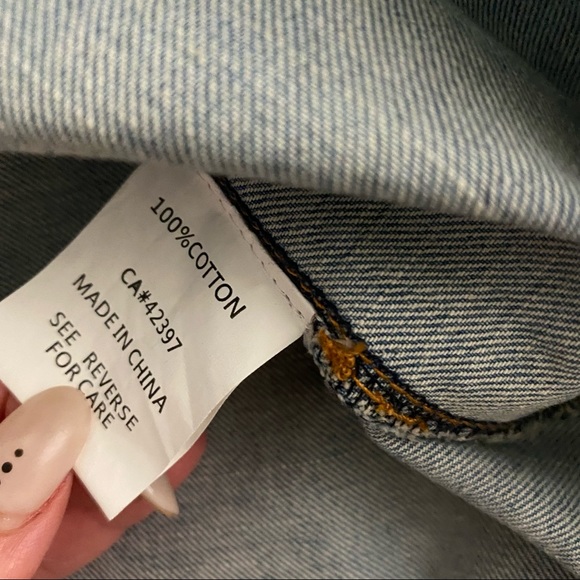 100%COTTON
CA*42397
MADE IN CHINA
SEE REVERSE
FOR CARE